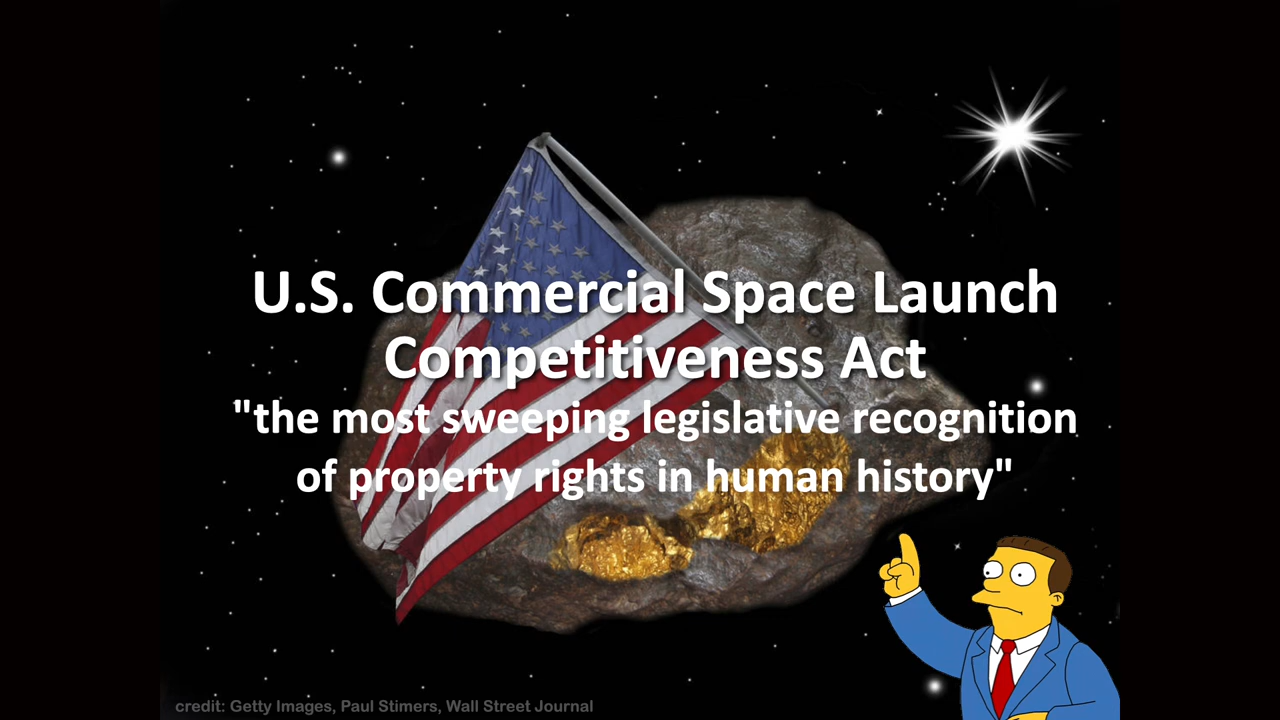 U.S. Commercial Space Launch
Competitiveness Act
"the most sweeping legislative recognition
of property rights in human history"
credit: Getty Images, Paul Stimers, Wall Street Journal